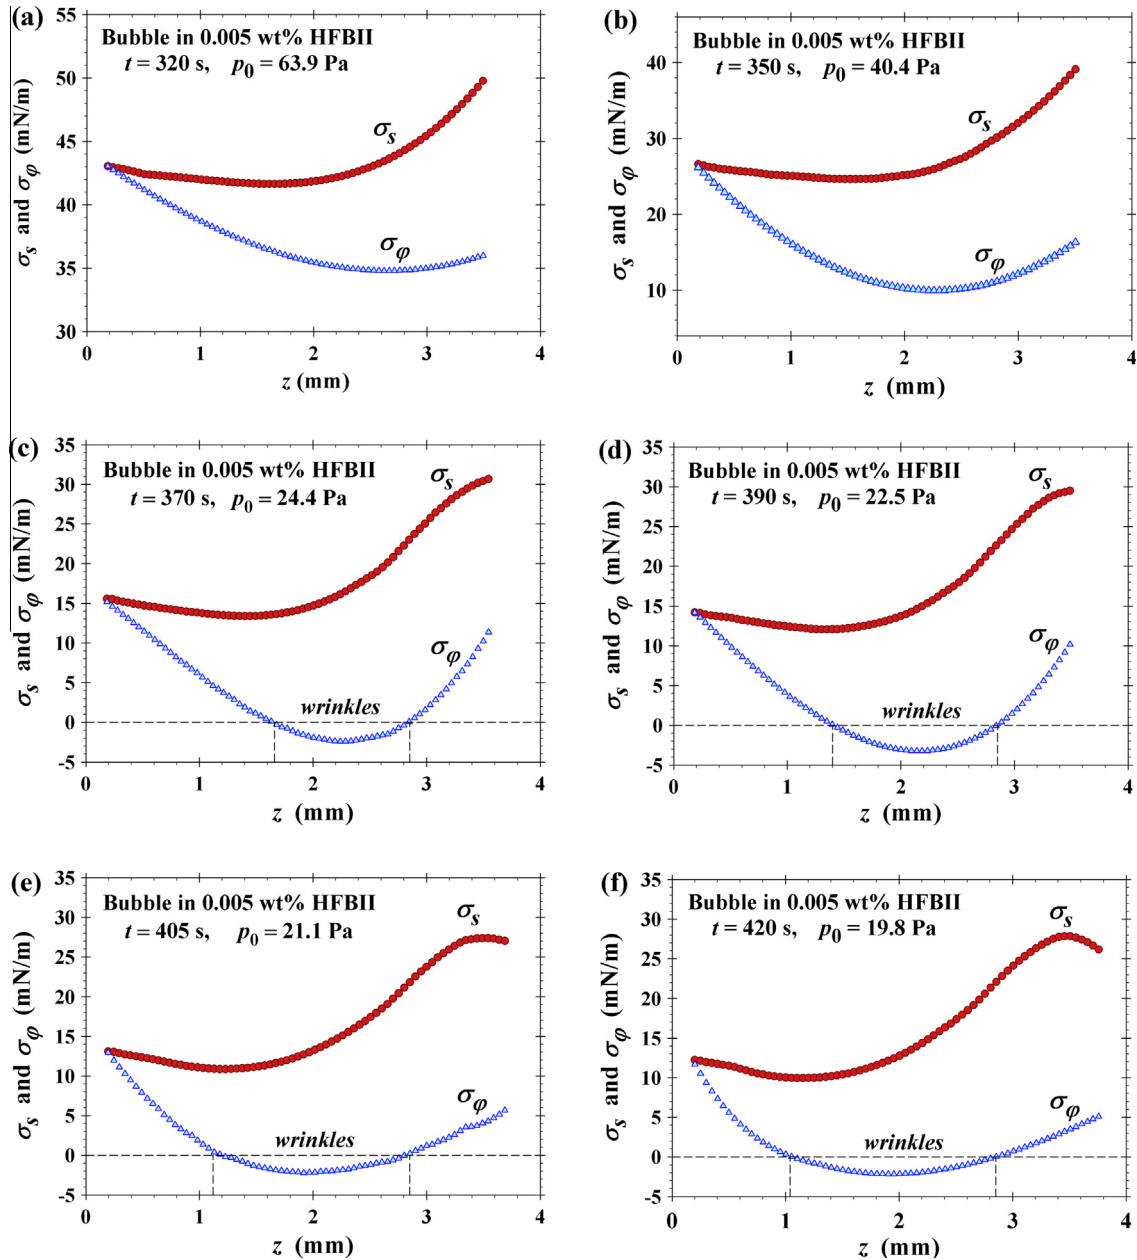 (a)
Bubble in 0.005 wt% HFBII
t = 320 s, p0 = 63.9 Pa
σs and σφ (mN/m)
55
50
45
40
35
30
σs
σφ
0 1 2 3 4
z (mm)
(b)
Bubble in 0.005 wt% HFBII
t = 350 s, p0 = 40.4 Pa
σs and σφ (mN/m)
40
30
20
10
σs
σφ
0 1 2 3 4
z (mm)
(c)
Bubble in 0.005 wt% HFBII
t = 370 s, p0 = 24.4 Pa
σs and σφ (mN/m)
35
30
25
20
15
10
5
0
-5
σs
σφ
wrinkles
0 1 2 3 4
z (mm)
(d)
Bubble in 0.005 wt% HFBII
t = 390 s, p0 = 22.5 Pa
σs and σφ (mN/m)
35
30
25
20
15
10
5
0
-5
σs
σφ
wrinkles
0 1 2 3 4
z (mm)
(e)
Bubble in 0.005 wt% HFBII
t = 405 s, p0 = 21.1 Pa
σs and σφ (mN/m)
35
30
25
20
15
10
5
0
-5
σs
σφ
wrinkles
0 1 2 3 4
z (mm)
(f)
Bubble in 0.005 wt% HFBII
t = 420 s, p0 = 19.8 Pa
σs and σφ (mN/m)
35
30
25
20
15
10
5
0
-5
σs
σφ
wrinkles
0 1 2 3 4
z (mm)